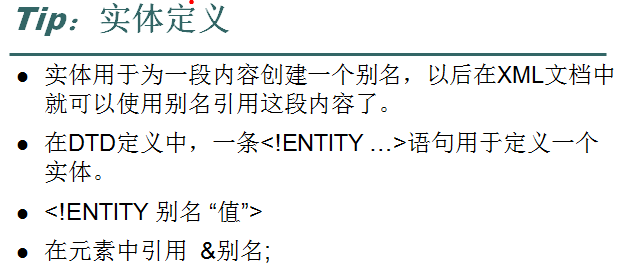 Tip：实体定义
● 实体用于为一段内容创建一个别名，以后在XML文档中
就可以使用别名引用这段内容了。
● 在DTD定义中，一条<!ENTITY …>语句用于定义一个
实体。
● <!ENTITY 别名 “值”>
● 在元素中引用 &别名;